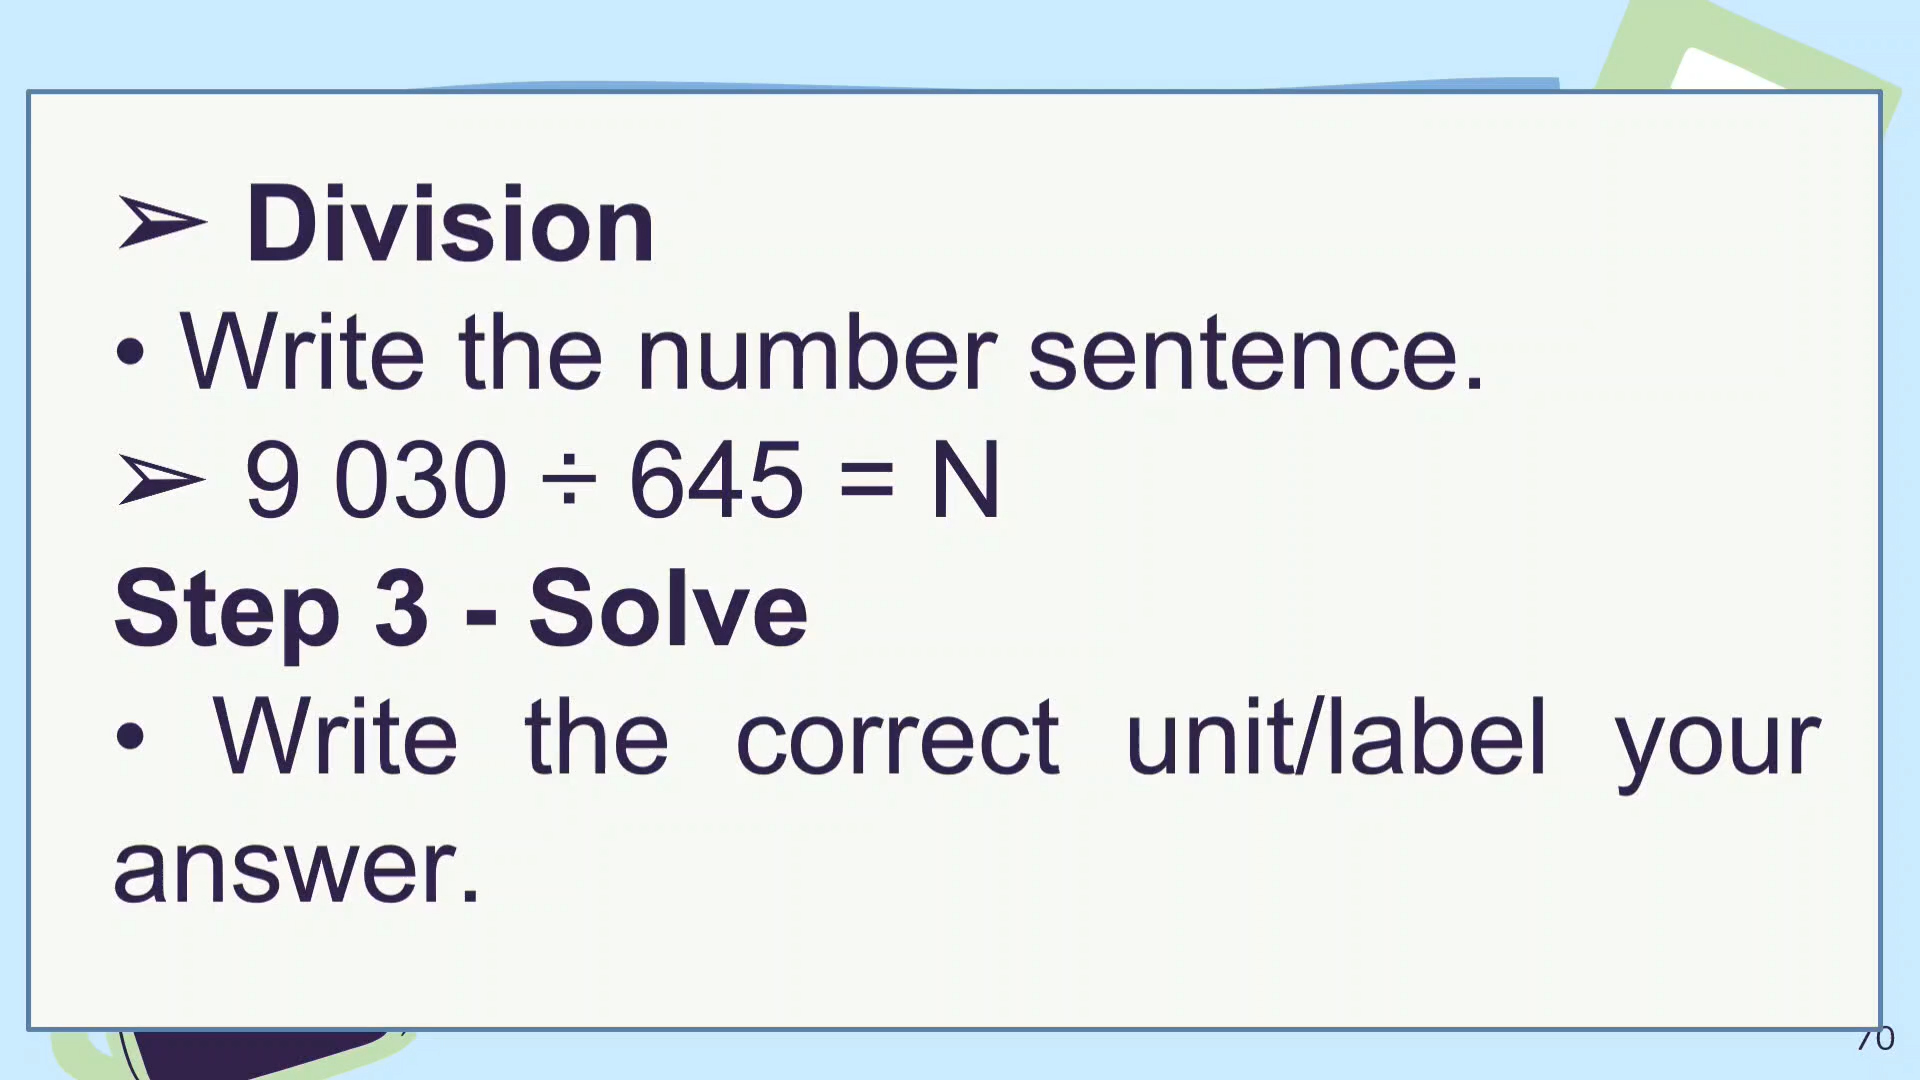 ➢ Division
• Write the number sentence.
➢ 9 030 ÷ 645 = N
Step 3 - Solve
• Write the correct unit/label your
answer.
70